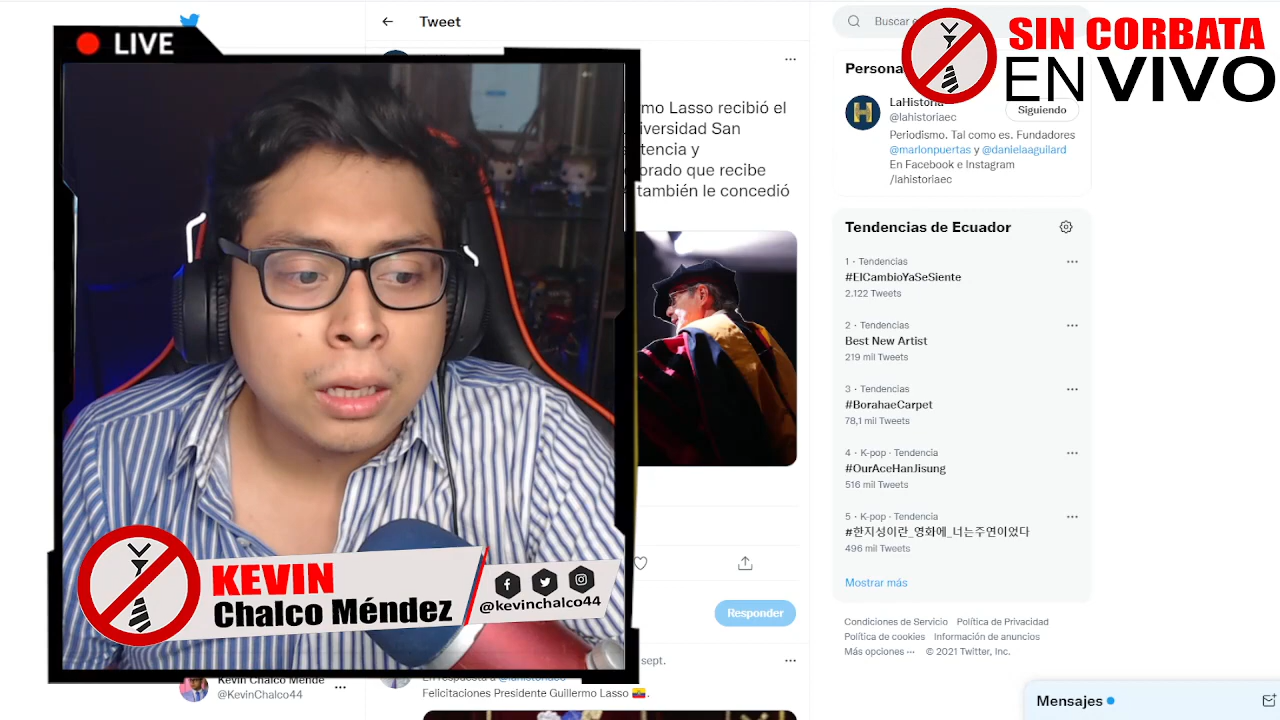 LIVE
Tweet
Buscar e
SIN CORBATA
EN VIVO
mo Lasso recibió el
iversidad San
tencia y
orado que recibe
también le concedió
Persona
LaHistoria
@lahistoriaec
Siguiendo
Periodismo. Tal como es. Fundadores
@marlonpuertas y @danielaaguilard
En Facebook e Instagram
/lahistoriaec
Tendencias de Ecuador
1 · Tendencias
#ElCambioYaSeSiente
2.122 Tweets
2 · Tendencias
Best New Artist
219 mil Tweets
3 · Tendencias
#BorahaeCarpet
78,1 mil Tweets
4 · K-pop · Tendencia
#OurAceHanJisung
516 mil Tweets
5 · K-pop · Tendencia
#한지성이란_영화에_너는주연이었다
496 mil Tweets
Mostrar más
Condiciones de Servicio Política de Privacidad
Política de cookies Información de anuncios
Más opciones ··· © 2021 Twitter, Inc.
KEVIN
Chalco Méndez
@kevinchalco44
Responder
sept.
Kevin Chalco Mende
@KevinChalco44
En respuesta a @lahistoriaec
Felicitaciones Presidente Guillermo Lasso 🇪🇨.
Mensajes